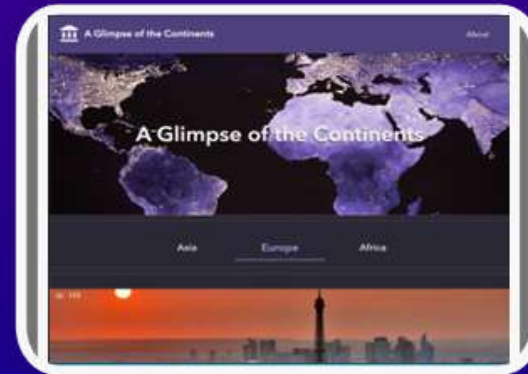 A Glimpse of the Continents
About
A Glimpse of the Continents
Asia
Europe
Africa